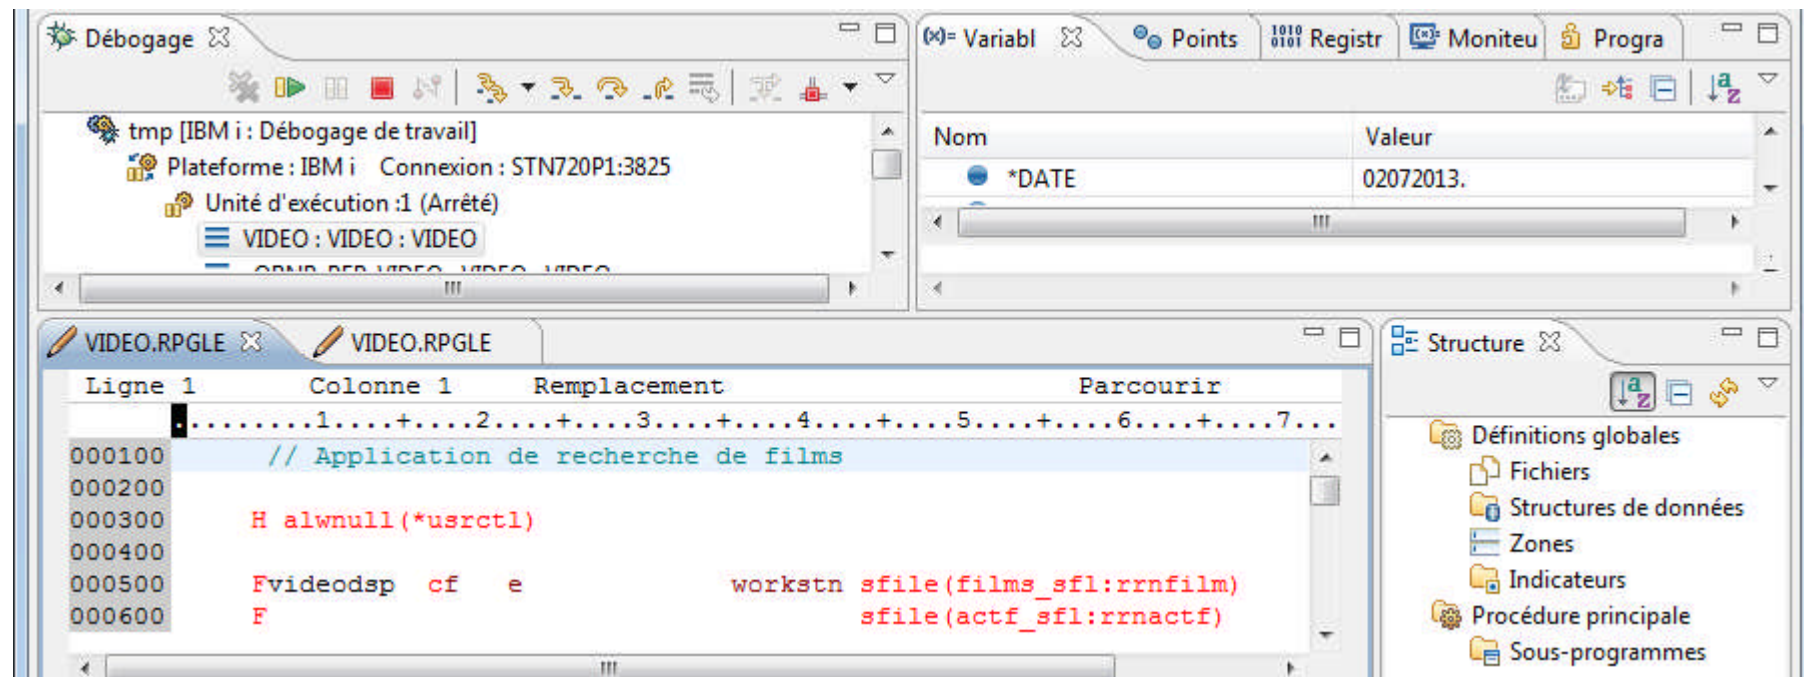 Débogage
tmp [IBM i : Débogage de travail]
Plateforme : IBM i Connexion : STN720P1:3825
Unité d'exécution :1 (Arrêté)
VIDEO : VIDEO : VIDEO
(x)= Variabl Points Registr Moniteu Progra
Nom Valeur
*DATE 02072013.
VIDEO.RPGLE VIDEO.RPGLE
Ligne 1 Colonne 1 Remplacement Parcourir
.........1....+....2....+....3....+....4....+....5....+....6....+....7...
000100 // Application de recherche de films
000200
000300 H alwnull(*usrctl)
000400
000500 Fvideodsp cf e workstn sfile(films_sfl:rrnfilm)
000600 F sfile(actf_sfl:rrnactf)
Structure
Définitions globales
Fichiers
Structures de données
Zones
Indicateurs
Procédure principale
Sous-programmes